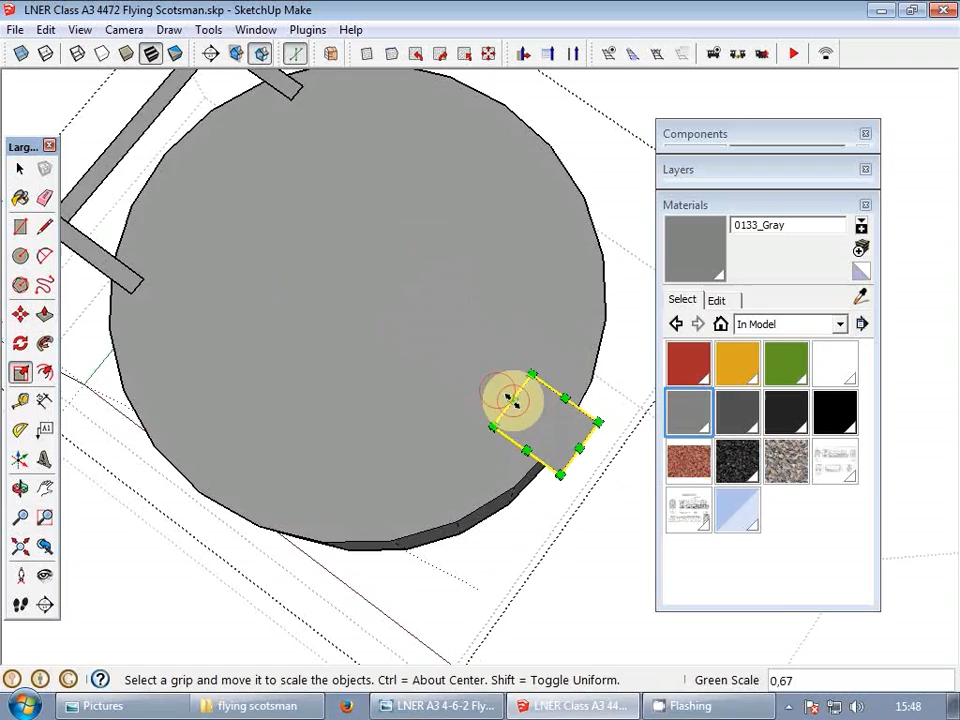 LNER Class A3 4472 Flying Scotsman.skp - SketchUp Make
File Edit View Camera Draw Tools Window Plugins Help
Larg...
Components
Layers
Materials
0133_Gray
Select Edit
In Model
A1
Select a grip and move it to scale the objects. Ctrl = About Center. Shift = Toggle Uniform.
Green Scale 0,67
Pictures
flying scotsman
LNER A3 4-6-2 Fly...
LNER Class A3 44...
Flashing
15:48